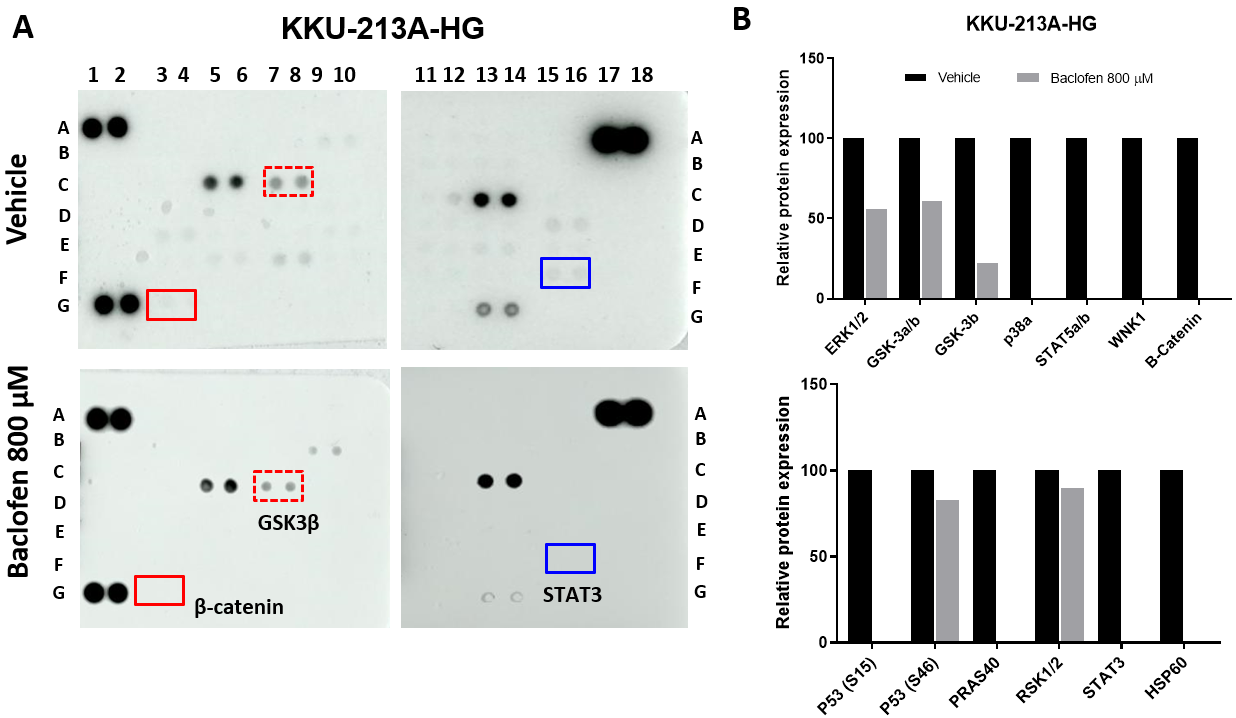 A
KKU-213A-HG
1 2 3 4 5 6 7 8 9 10
11 12 13 14 15 16 17 18
Vehicle
A
B
C
D
E
F
G
A
B
C
D
E
F
G
Baclofen 800 µM
A
B
C
D
E
F
G
GSK3β
β-catenin
STAT3
A
B
C
D
E
F
G
B
KKU-213A-HG
Vehicle
Baclofen 800 µM
Relative protein expression
150
100
50
0
ERK1/2
GSK-3a/b
GSK-3b
p38a
STAT5a/b
WNK1
B-Catenin
Relative protein expression
150
100
50
0
P53 (S15)
P53 (S46)
PRAS40
RSK1/2
STAT3
HSP60